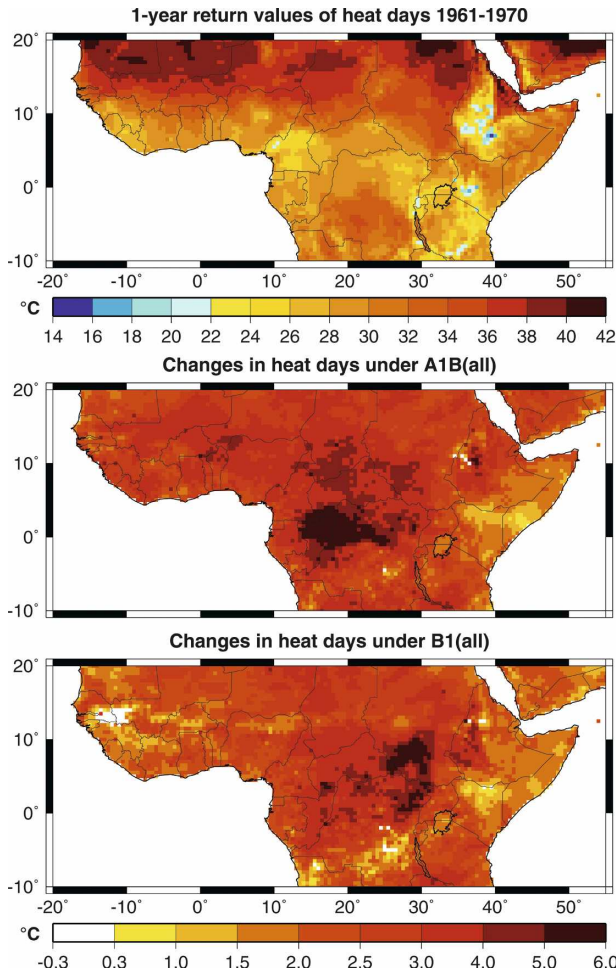 1-year return values of heat days 1961-1970
20°
10°
0°
-10°
-20° -10° 0° 10° 20° 30° 40° 50°
°C
14 16 18 20 22 24 26 28 30 32 34 36 38 40 42
Changes in heat days under A1B(all)
20°
10°
0°
-10°
Changes in heat days under B1(all)
20°
10°
0°
-10°
-20° -10° 0° 10° 20° 30° 40° 50°
°C
-0.3 0.3 1.0 1.5 2.0 2.5 3.0 4.0 5.0 6.0